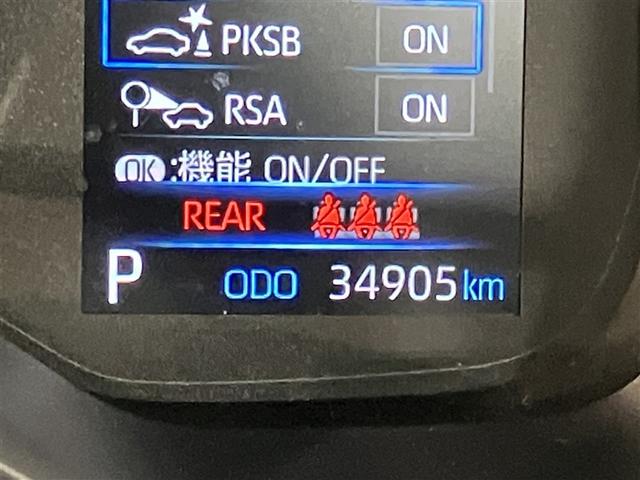 PKSB ON
RSA ON
OK:機能 ON/OFF
REAR
P ODO 34905km